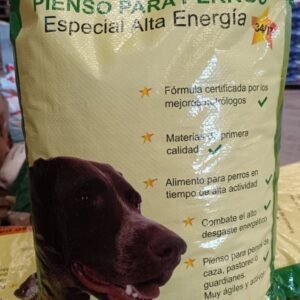 PIENSO PARA PERROS
Especial Alta Energía
Fórmula certificada por los
mejores
Materias primera
calidad
Alimento para perros en
tiempo de alta actividad
Combate el alto
desgaste energético
Pienso para perros de
caza, pastores o
guardianes.
Muy ágiles y